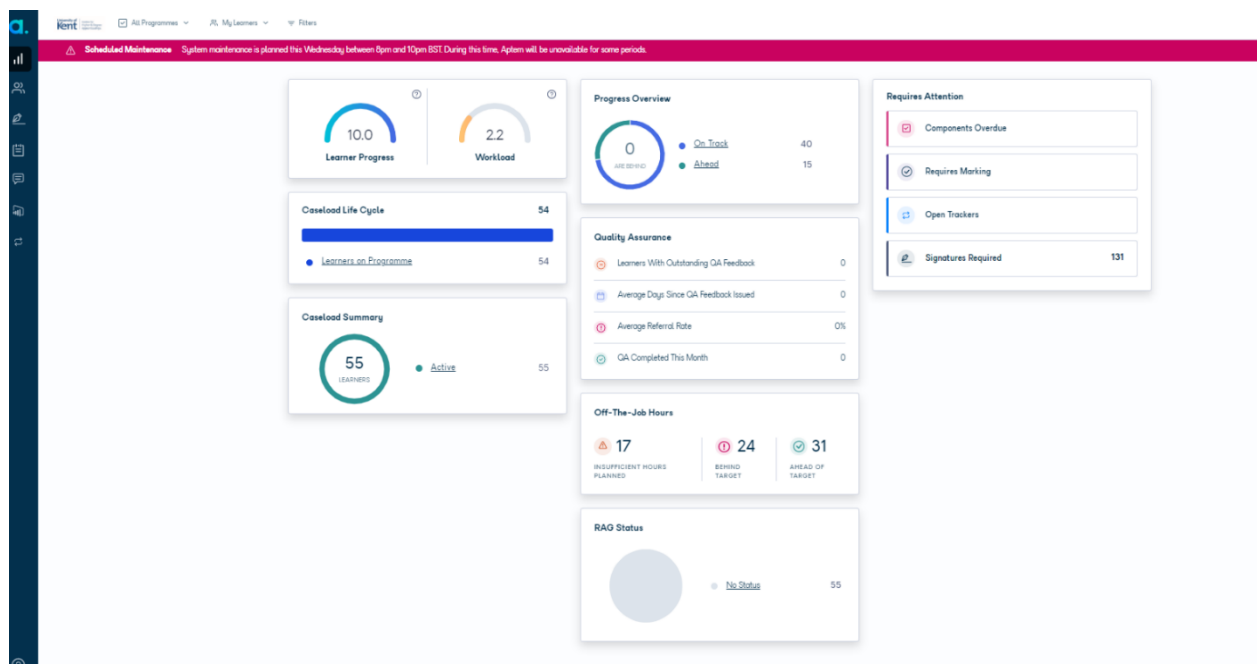 a.
Kent
All Programmes
My Learners
Filters
Scheduled Maintenance System maintenance is planned this Wednesday between 8pm and 10pm BST. During this time, Aptem will be unavailable for some periods.
10.0
Learner Progress
2.2
Workload
Caseload Life Cycle 54
Learners on Programme 54
Caseload Summary
55
LEARNERS
Active 55
Progress Overview
0
ARE BEHIND
On Track 40
Ahead 15
Quality Assurance
Learners With Outstanding QA Feedback 0
Average Days Since QA Feedback Issued 0
Average Referral Rate 0%
QA Completed This Month 0
Off-The-Job Hours
17
INSUFFICIENT HOURS
PLANNED
24
BEHIND
TARGET
31
AHEAD OF
TARGET
RAG Status
No Status 55
Requires Attention
Components Overdue
Requires Marking
Open Trackers
Signatures Required 131